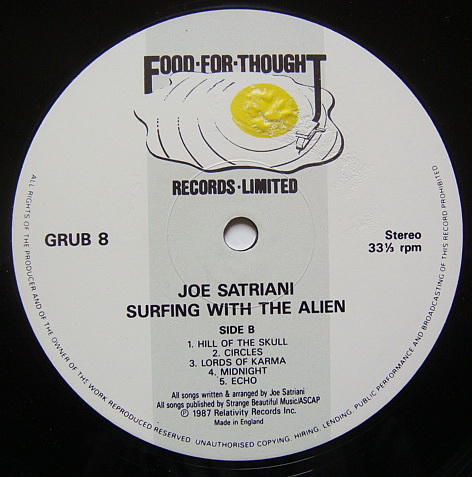 FOOD·FOR·THOUGHT
RECORDS·LIMITED
GRUB 8
Stereo
33⅓ rpm
JOE SATRIANI
SURFING WITH THE ALIEN
SIDE B
1. HILL OF THE SKULL
2. CIRCLES
3. LORDS OF KARMA
4. MIDNIGHT
5. ECHO
All songs written & arranged by Joe Satriani
All songs published by Strange Beautiful Music/ASCAP
Ⓟ 1987 Relativity Records Inc.
Made in England
ALL RIGHTS OF THE PRODUCER AND OF THE OWNER OF THE WORK REPRODUCED RESERVED. UNAUTHORISED COPYING, HIRING, LENDING, PUBLIC PERFORMANCE AND BROADCASTING OF THIS RECORD PROHIBITED